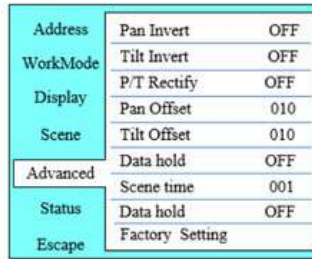 Address
WorkMode
Display
Scene
Advanced
Status
Escape
Pan Invert OFF
Tilt Invert OFF
P/T Rectify OFF
Pan Offset 010
Tilt Offset 010
Data hold OFF
Scene time 001
Data hold OFF
Factory Setting